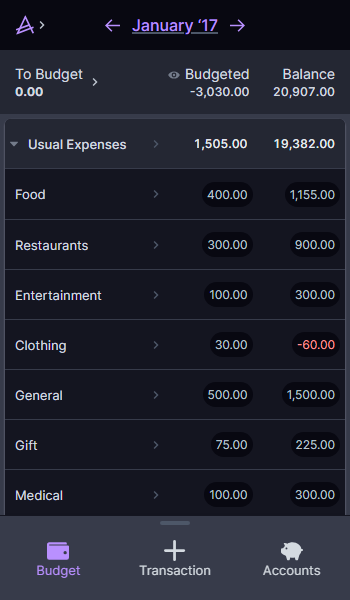 January ‘17
To Budget Budgeted Balance
0.00 -3,030.00 20,907.00
Usual Expenses 1,505.00 19,382.00
Food 400.00 1,155.00
Restaurants 300.00 900.00
Entertainment 100.00 300.00
Clothing 30.00 -60.00
General 500.00 1,500.00
Gift 75.00 225.00
Medical 100.00 300.00
Budget Transaction Accounts